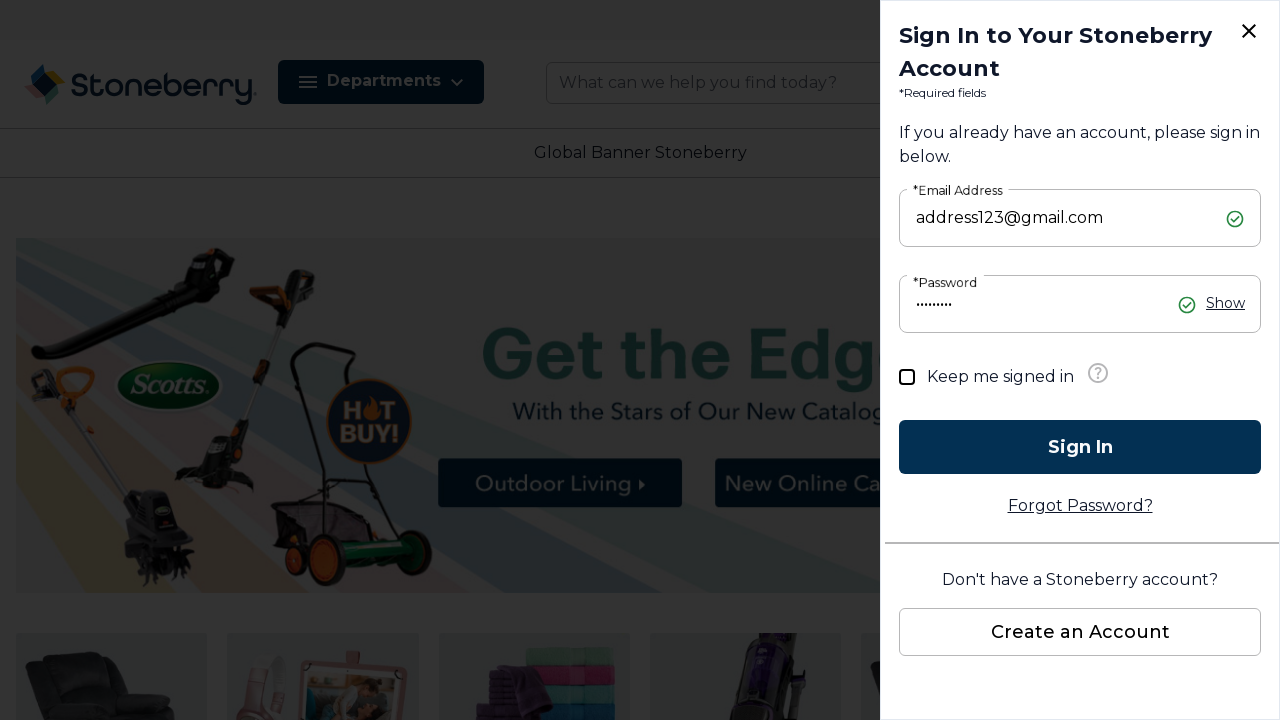 Stoneberry
Departments
What can we help you find today?
Global Banner Stoneberry
Get the Edge
With the Stars of Our New Catalog
Scotts
HOT
BUY!
Outdoor Living
New Online Ca
Sign In to Your Stoneberry
Account
*Required fields
If you already have an account, please sign in
below.
*Email Address
address123@gmail.com
*Password
•••••••••
Show
Keep me signed in
Sign In
Forgot Password?
Don't have a Stoneberry account?
Create an Account